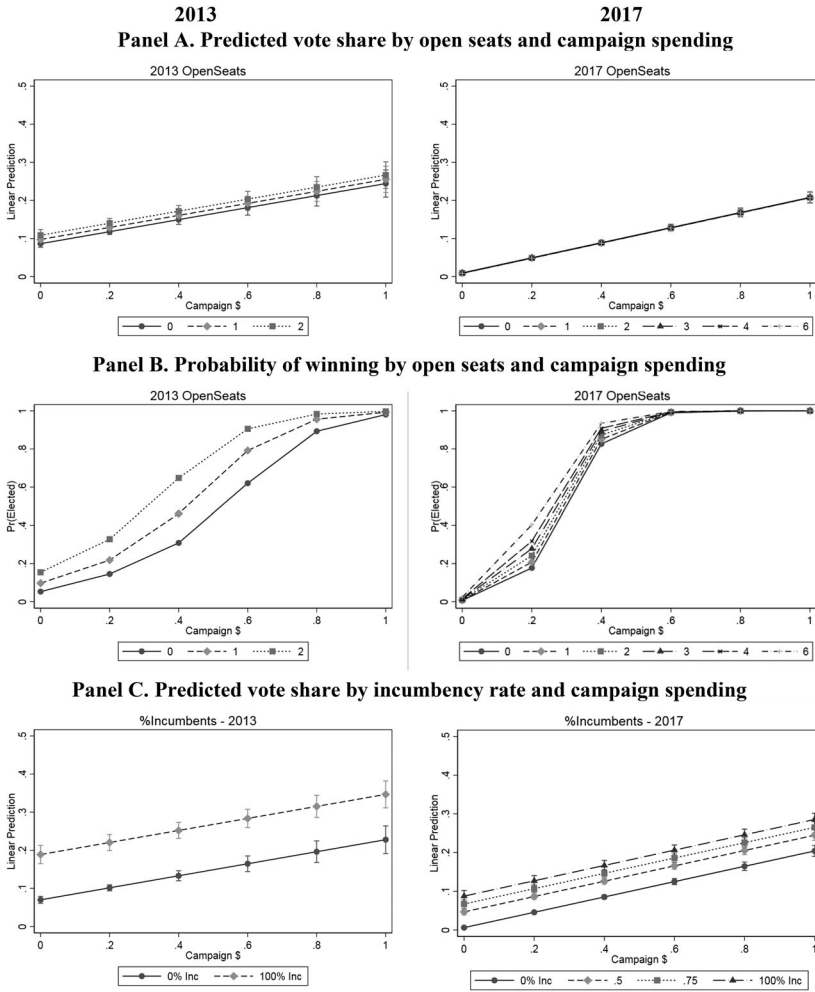 2013 2017
Panel A. Predicted vote share by open seats and campaign spending
2013 OpenSeats
Linear Prediction
.5
.4
.3
.2
.1
0
0 .2 .4 .6 .8 1
Campaign $
0 1 2
2017 OpenSeats
Linear Prediction
.5
.4
.3
.2
.1
0
0 .2 .4 .6 .8 1
Campaign $
0 1 2 3 4 6
Panel B. Probability of winning by open seats and campaign spending
2013 OpenSeats
Pr(Elected)
1
.8
.6
.4
.2
0
0 .2 .4 .6 .8 1
Campaign $
0 1 2
2017 OpenSeats
Pr(Elected)
1
.8
.6
.4
.2
0
0 .2 .4 .6 .8 1
Campaign $
0 1 2 3 4 6
Panel C. Predicted vote share by incumbency rate and campaign spending
%Incumbents - 2013
Linear Prediction
.5
.4
.3
.2
.1
0
0 .2 .4 .6 .8 1
Campaign $
0% Inc 100% Inc
%Incumbents - 2017
Linear Prediction
.5
.4
.3
.2
.1
0
0 .2 .4 .6 .8 1
Campaign $
0% Inc .5 .75 100% Inc